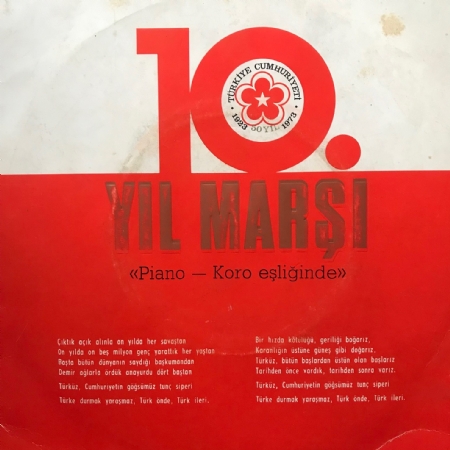 10.
TÜRKİYE CUMHURİYETİ
1923 50 YIL 1973
YIL MARŞI
«Piano — Koro eşliğinde»
Çıktık açık alınla on yılda her savaştan
On yılda on beş milyon genç yarattık her yaştan
Başta bütün dünyanın saydığı başkumandan
Demir ağlarla ördük anayurdu dört baştan
Türküz, Cumhuriyetin göğsümüz tunç siperi
Türke durmak yaraşmaz, Türk önde, Türk ileri.
Bir hızda kötülüğü, geriliği boğarız,
Karanlığın üstüne güneş gibi doğarız,
Türküz, bütün başlardan üstün olan başlarız
Tarihden önce vardık, tarihden sonra varız.
Türküz, Cumhuriyetin göğsümüz tunç siperi
Türke durmak yaraşmaz, Türk önde, Türk ileri.